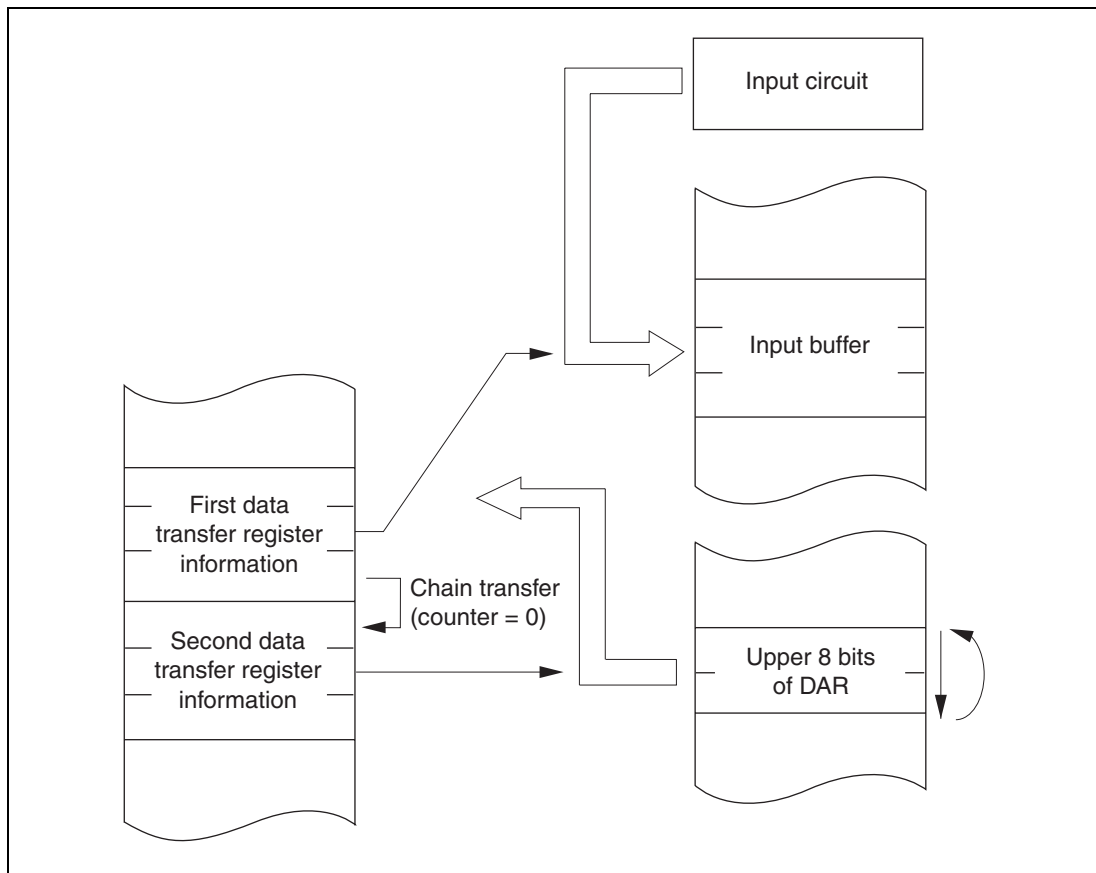 Input circuit
Input buffer
First data
transfer register
information
Chain transfer
(counter = 0)
Second data
transfer register
information
Upper 8 bits
of DAR